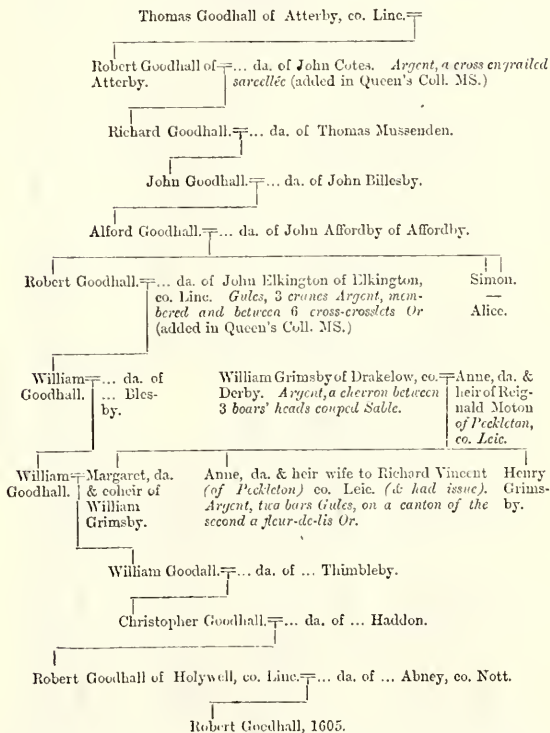 Thomas Goodhall of Atterby, co. Linc.
Robert Goodhall of ... da. of John Cotes. Argent, a cross engrailed
Atterby. sarcellée (added in Queen's Coll. MS.)
Richard Goodhall. ... da. of Thomas Mussenden.
John Goodhall. ... da. of John Billesby.
Alford Goodhall. ... da. of John Affordby of Affordby.
Robert Goodhall. ... da. of John Elkington of Elkington,
co. Linc. Gules, 3 cranes Argent, mem-
bered and between 6 cross-crosslets Or
(added in Queen's Coll. MS.)
Simon.
—
Alice.
William
Goodhall.
... da. of
... Bles-
by.
William Grimsby of Drakelow, co.
Derby. Argent, a chevron between
3 boars' heads couped Sable.
Anne, da. &
heir of Reig-
nald Moton
of Peckleton,
co. Leic.
William
Goodhall.
Margaret, da.
& coheir of
William
Grimsby.
Anne, da. & heir wife to Richard Vincent
(of Peckleton) co. Leic. (& had issue).
Argent, two bars Gules, on a canton of the
second a fleur-de-lis Or.
Henry
Grims-
by.
William Goodall. ... da. of ... Thimbleby.
Christopher Goodhall. ... da. of ... Haddon.
Robert Goodhall of Holywell, co. Linc. ... da. of ... Abney, co. Nott.
Robert Goodhall, 1605.